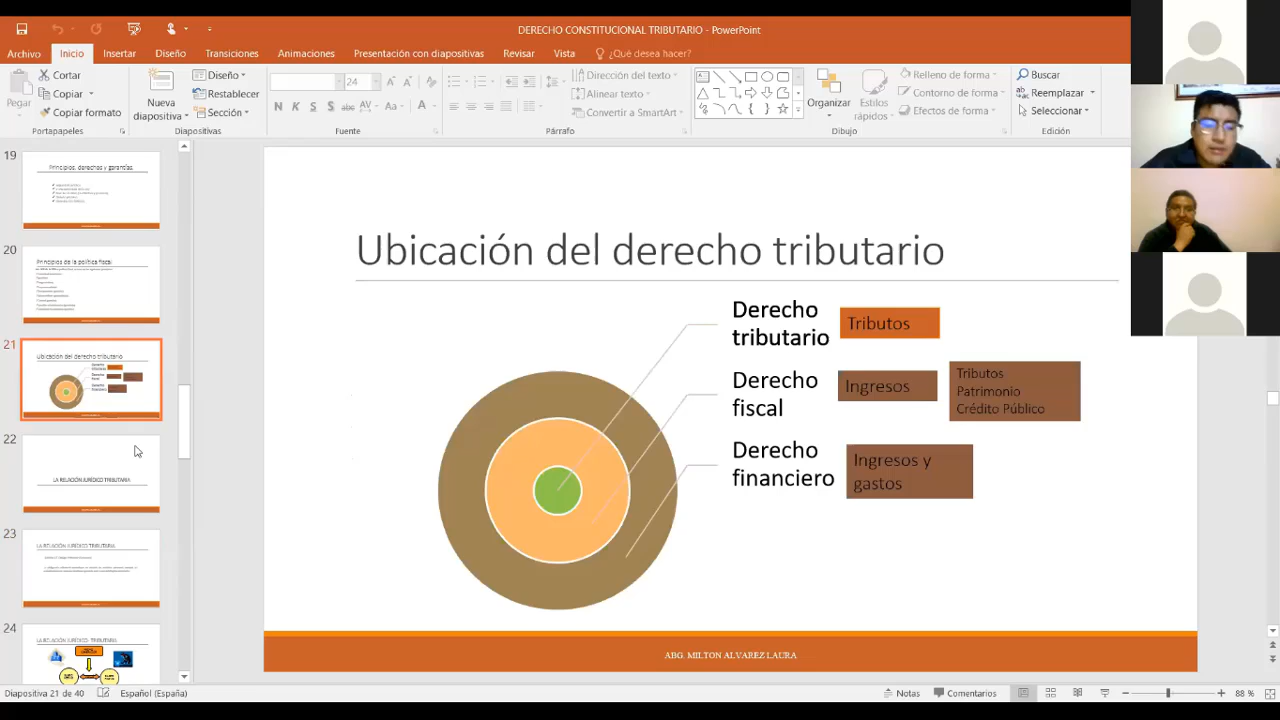 DERECHO CONSTITUCIONAL TRIBUTARIO - PowerPoint
Archivo Inicio Insertar Diseño Transiciones Animaciones Presentación con diapositivas Revisar Vista ¿Qué desea hacer?
Pegar
Cortar
Copiar
Copiar formato
Portapapeles
Nueva
diapositiva
Diseño
Restablecer
Sección
Diapositivas
24
N K S S abc AV Aa A
Fuente
Dirección del texto
Alinear texto
Convertir a SmartArt
Párrafo
Organizar
Estilos
rápidos
Relleno de forma
Contorno de forma
Efectos de forma
Dibujo
Buscar
Reemplazar
Seleccionar
Edición
19
Principios, derechos y garantías
20
Principios de la política fiscal
21
Ubicación del derecho tributario
22
LA RELACIÓN JURÍDICO TRIBUTARIA
23
LA RELACIÓN JURÍDICO TRIBUTARIA
24
LA RELACIÓN JURÍDICO TRIBUTARIA
Ubicación del derecho tributario
Derecho
tributario
Tributos
Derecho
fiscal
Ingresos
Tributos
Patrimonio
Crédito Público
Derecho
financiero
Ingresos y
gastos
ABG. MILTON ALVAREZ LAURA
Diapositiva 21 de 40 Español (España) Notas Comentarios 88 %